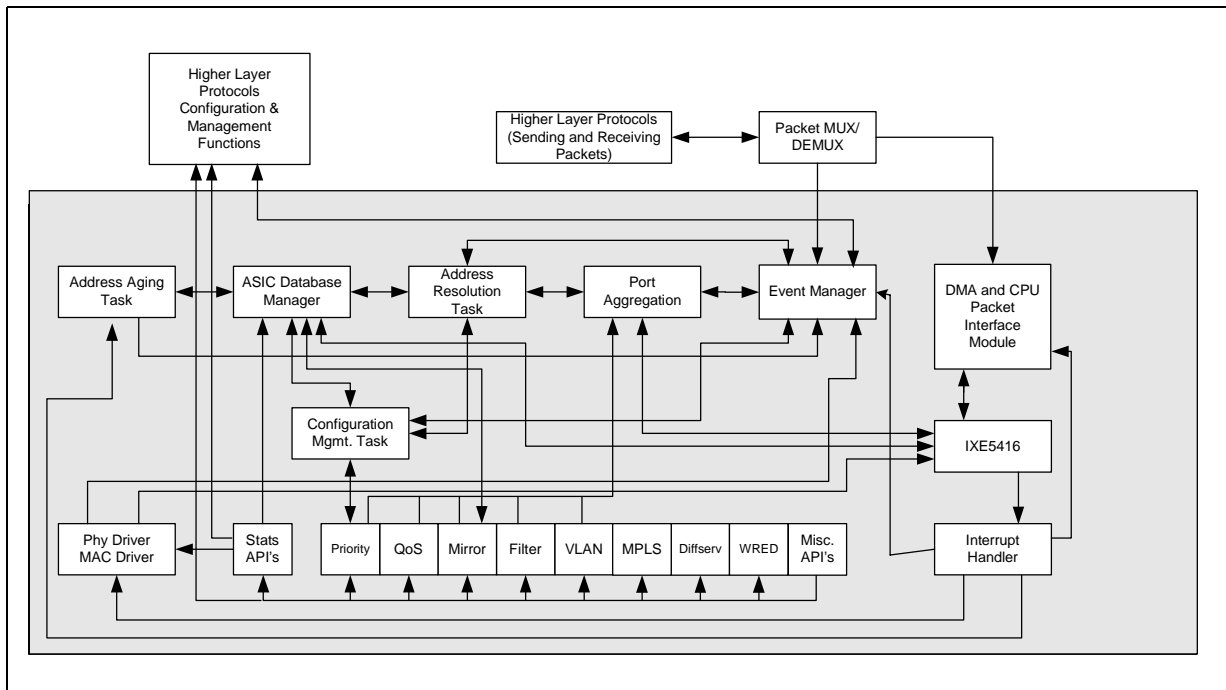 Higher Layer
Protocols
Configuration &
Management
Functions
Higher Layer Protocols
(Sending and Receiving
Packets)
Packet MUX/
DEMUX
Address Aging
Task
ASIC Database
Manager
Address
Resolution
Task
Port
Aggregation
Event Manager
DMA and CPU
Packet
Interface
Module
Configuration
Mgmt. Task
IXE5416
Phy Driver
MAC Driver
Stats
API's
Priority
QoS
Mirror
Filter
VLAN
MPLS
Diffserv
WRED
Misc.
API's
Interrupt
Handler